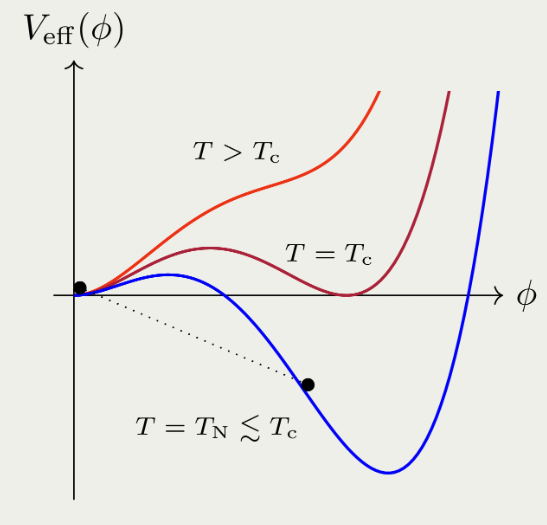 V_eff(ϕ)
T > T_c
T = T_c
ϕ
T = T_N ≲ T_c